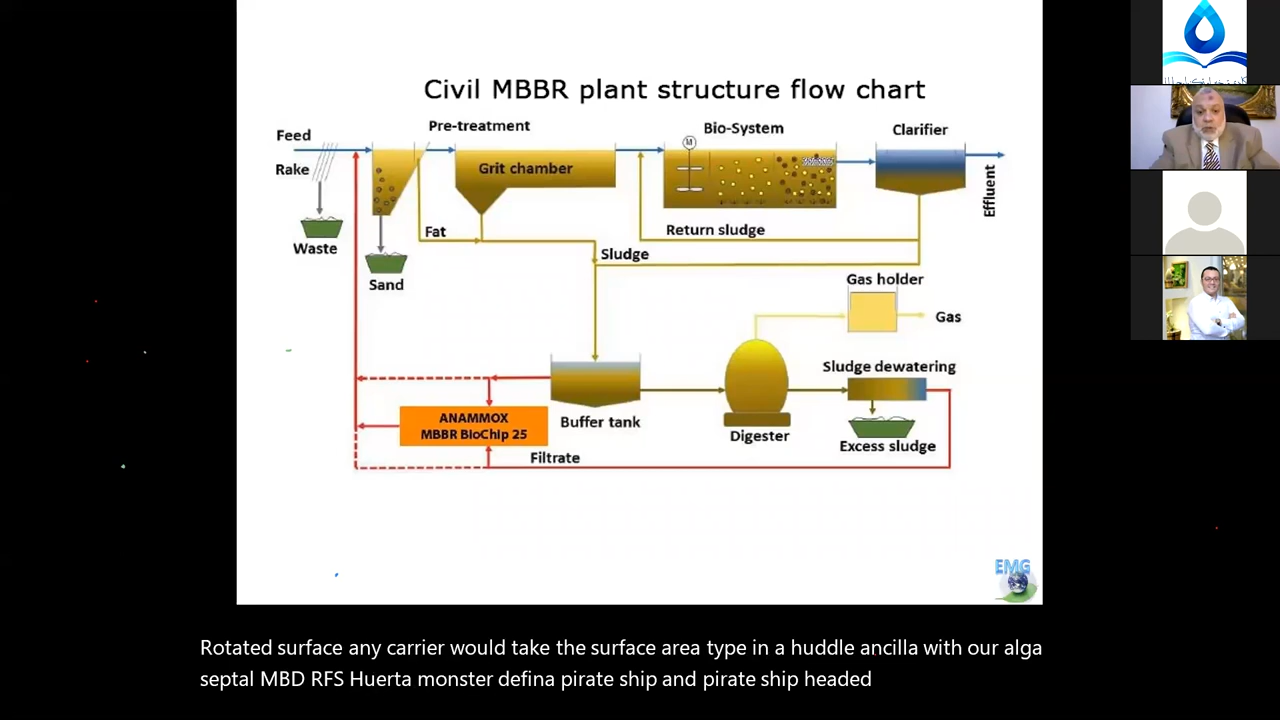 Civil MBBR plant structure flow chart
Feed
Pre-treatment
Bio-System
Clarifier
Rake
Grit chamber
Effluent
Waste
Fat
Return sludge
Sludge
Sand
Gas holder
Gas
Sludge dewatering
ANAMMOX
MBBR BioChip 25
Buffer tank
Digester
Excess sludge
Filtrate
EMG
Rotated surface any carrier would take the surface area type in a huddle ancilla with our alga
septal MBD RFS Huerta monster defina pirate ship and pirate ship headed